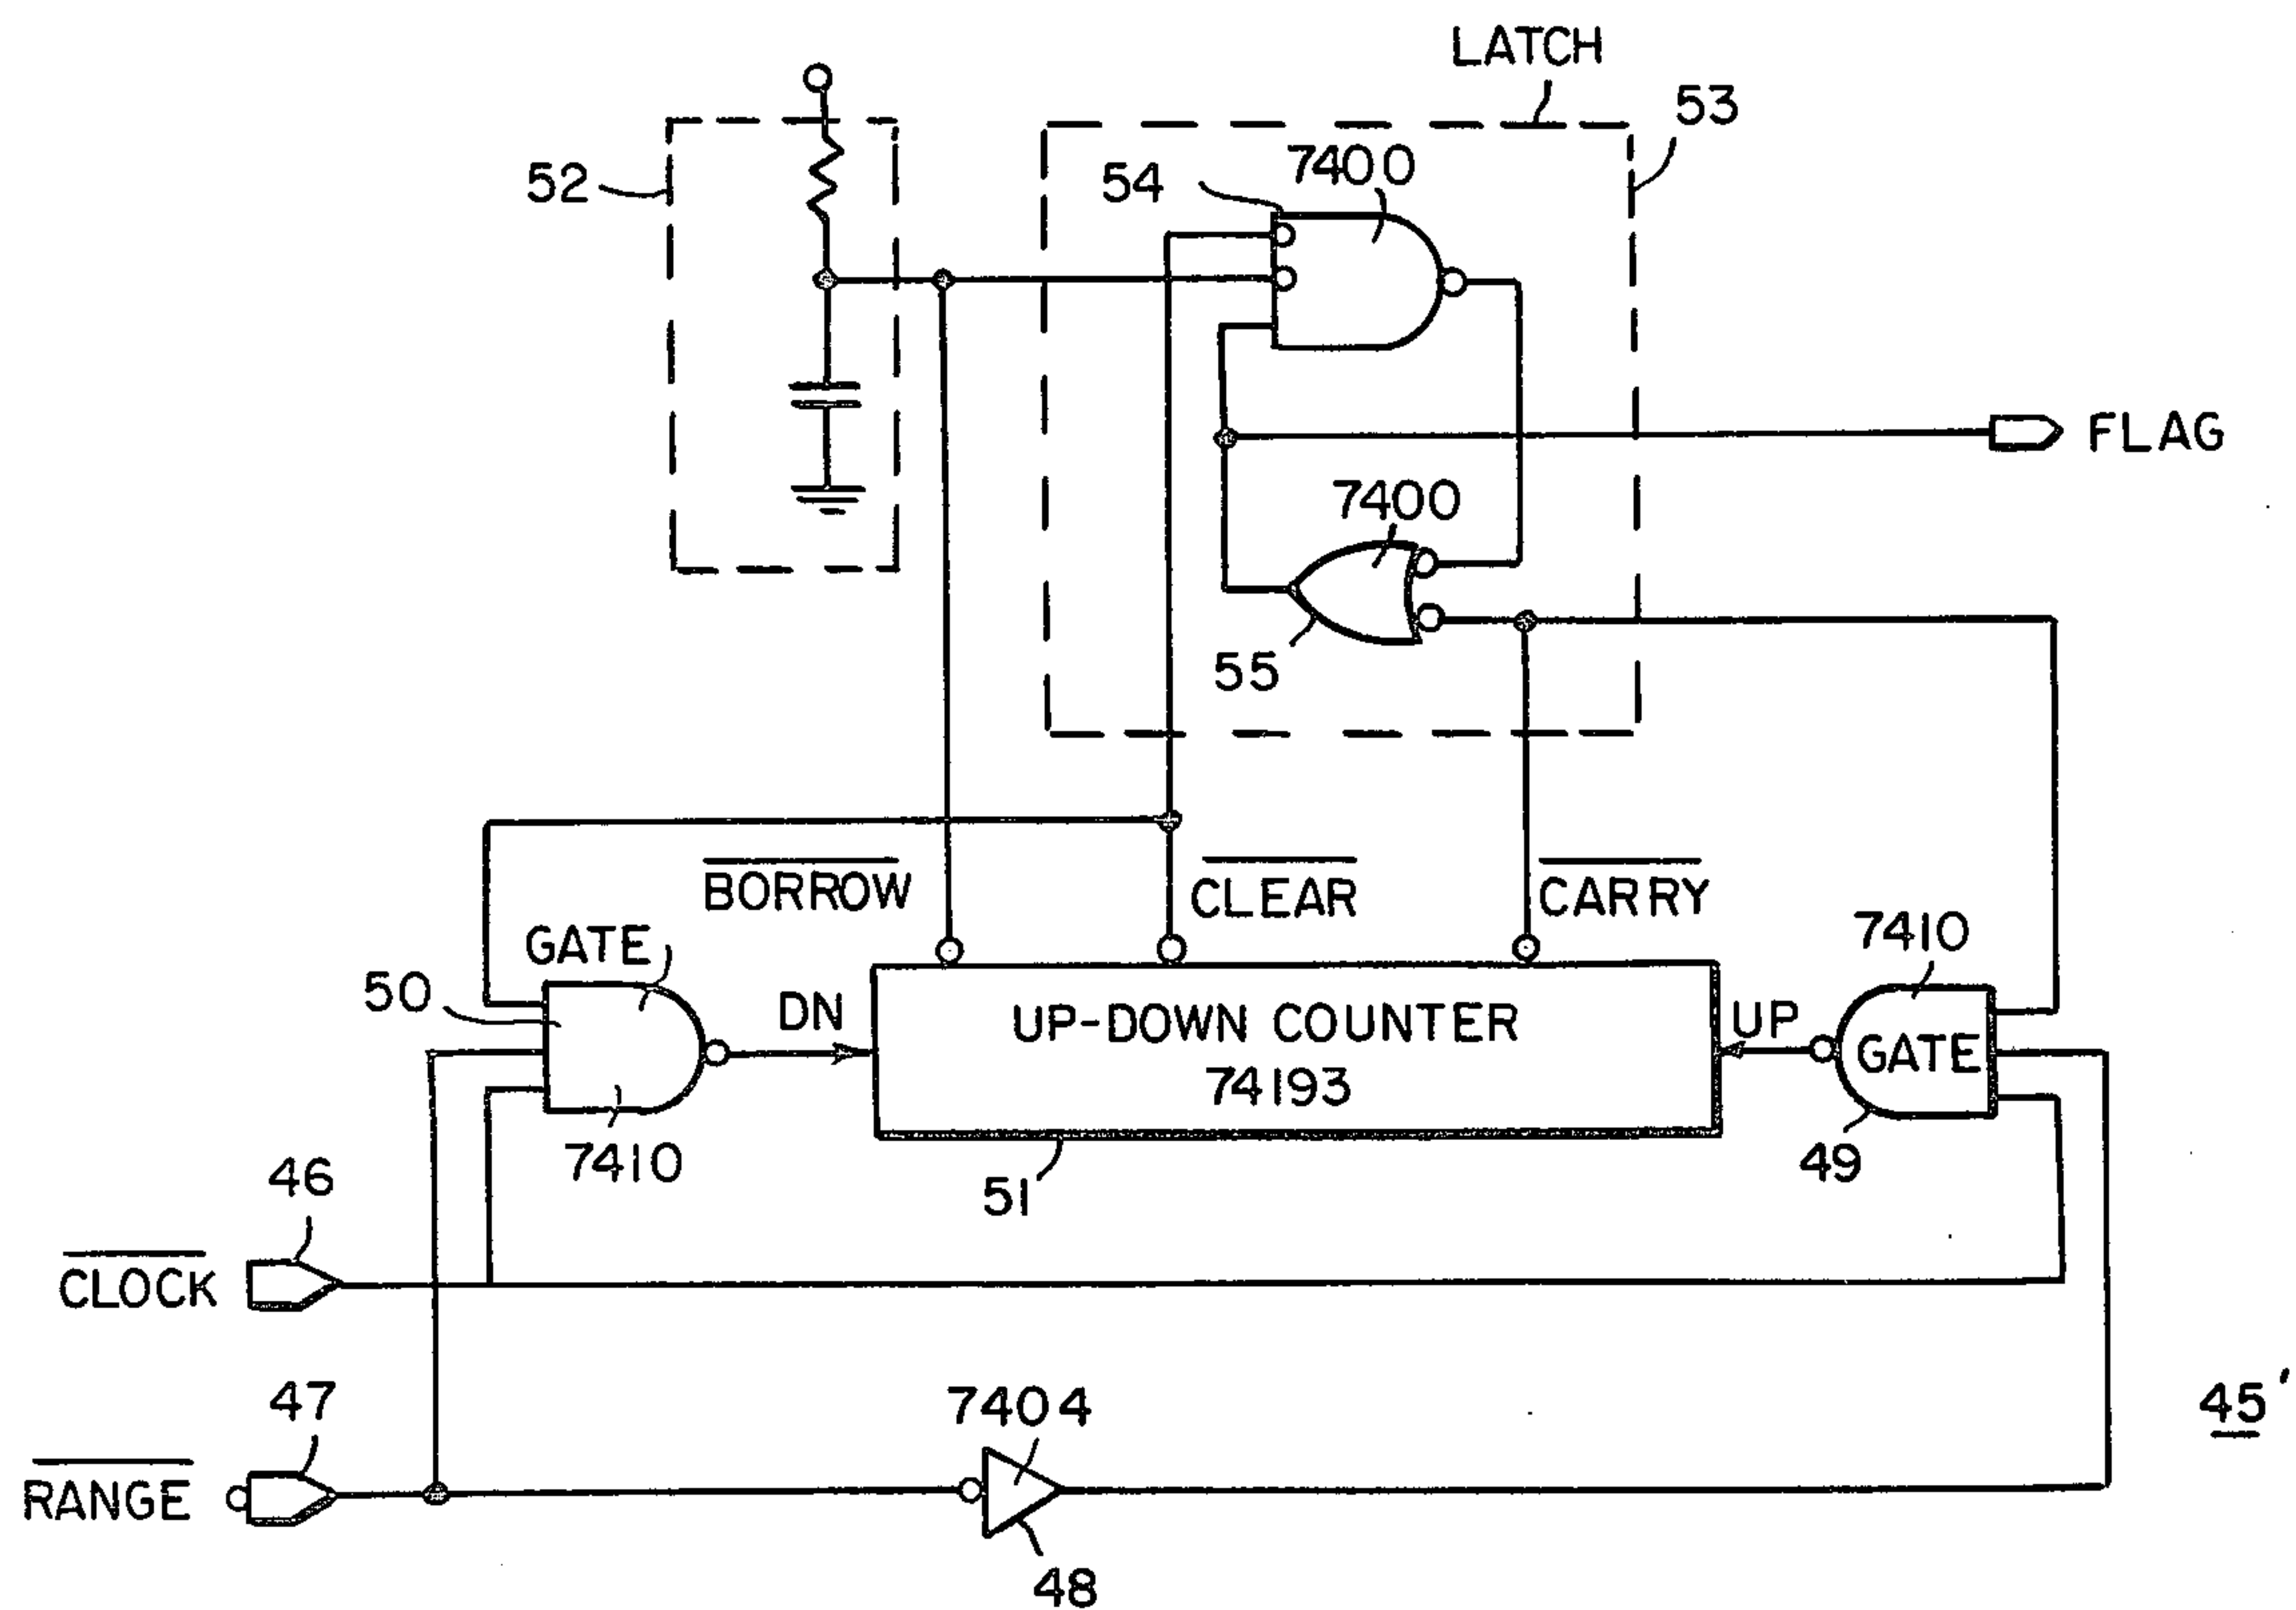 LATCH
53
52
54
7400
FLAG
7400
55
BORROW
CLEAR
CARRY
GATE
7410
50
DN
UP-DOWN COUNTER
74193
UP
GATE
7410
51
49
46
CLOCK
47
RANGE
7404
48
45'